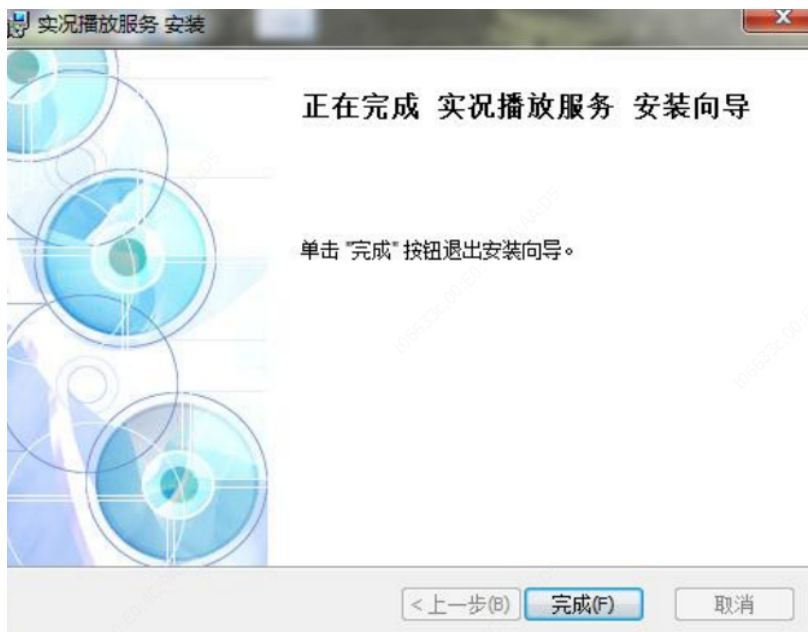 实况播放服务 安装
正在完成 实况播放服务 安装向导
单击 "完成" 按钮退出安装向导。
<上一步(B)
完成(F)
取消